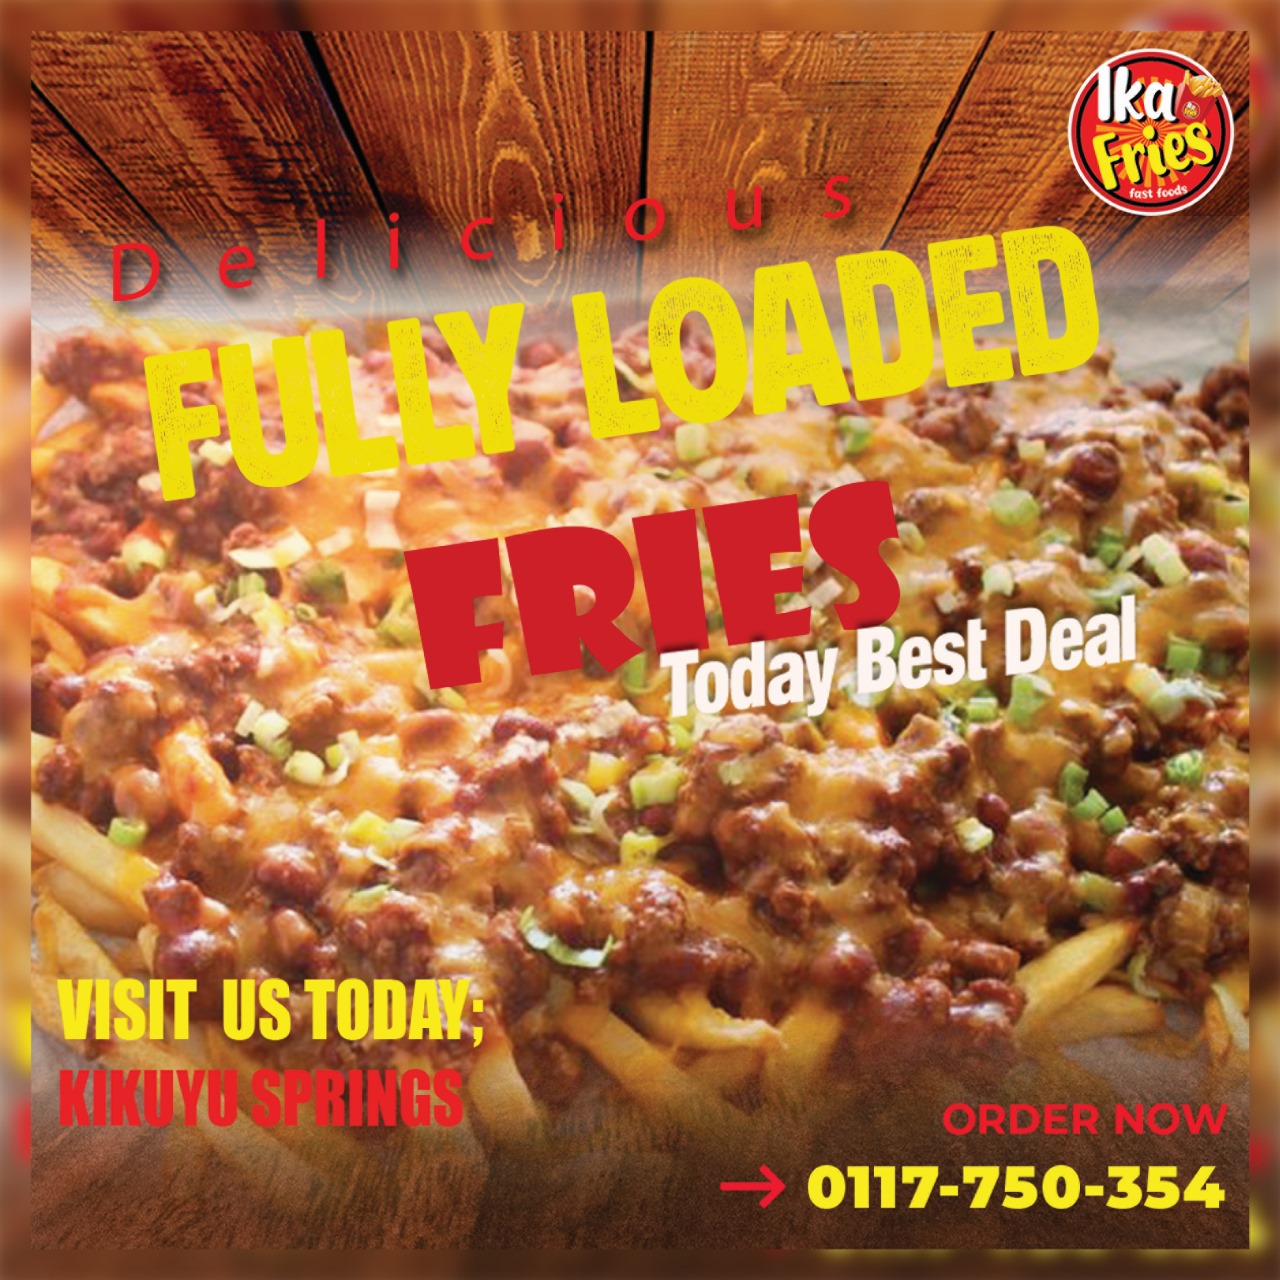 Ika
Fries
fast foods
Delicious
FULLY LOADED
FRIES
Today Best Deal
VISIT US TODAY;
KIKUYU SPRINGS
ORDER NOW
0117-750-354